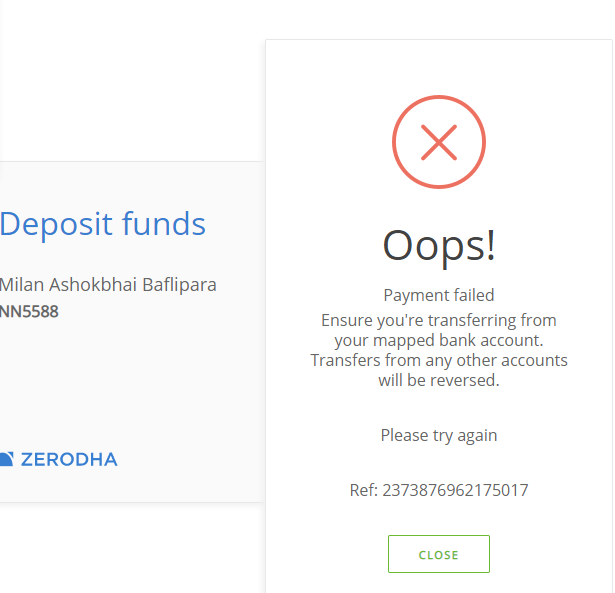 Deposit funds
Milan Ashokbhai Baflipara
NN5588
ZERODHA
Oops!
Payment failed
Ensure you're transferring from
your mapped bank account.
Transfers from any other accounts
will be reversed.
Please try again
Ref: 2373876962175017
CLOSE